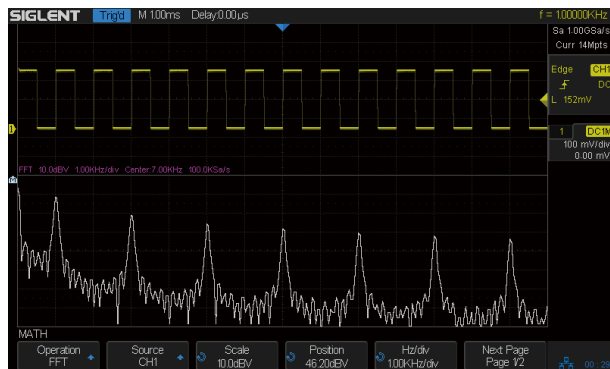 SIGLENT Trig'd M 1.00ms Delay:0.00µs f = 1.00000KHz
Sa 1.00GSa/s
Curr 14Mpts
Edge CH1
DC
L 152mV
1 DC1M
100 mV/div
0.00 mV
FFT 10.0dBV 1.00KHz/div Center:7.00KHz 100.0KSa/s
M
MATH
Operation Source Scale Position Hz/div Next Page
FFT CH1 10.0dBV 46.20dBV 1.00KHz/div Page 1/2